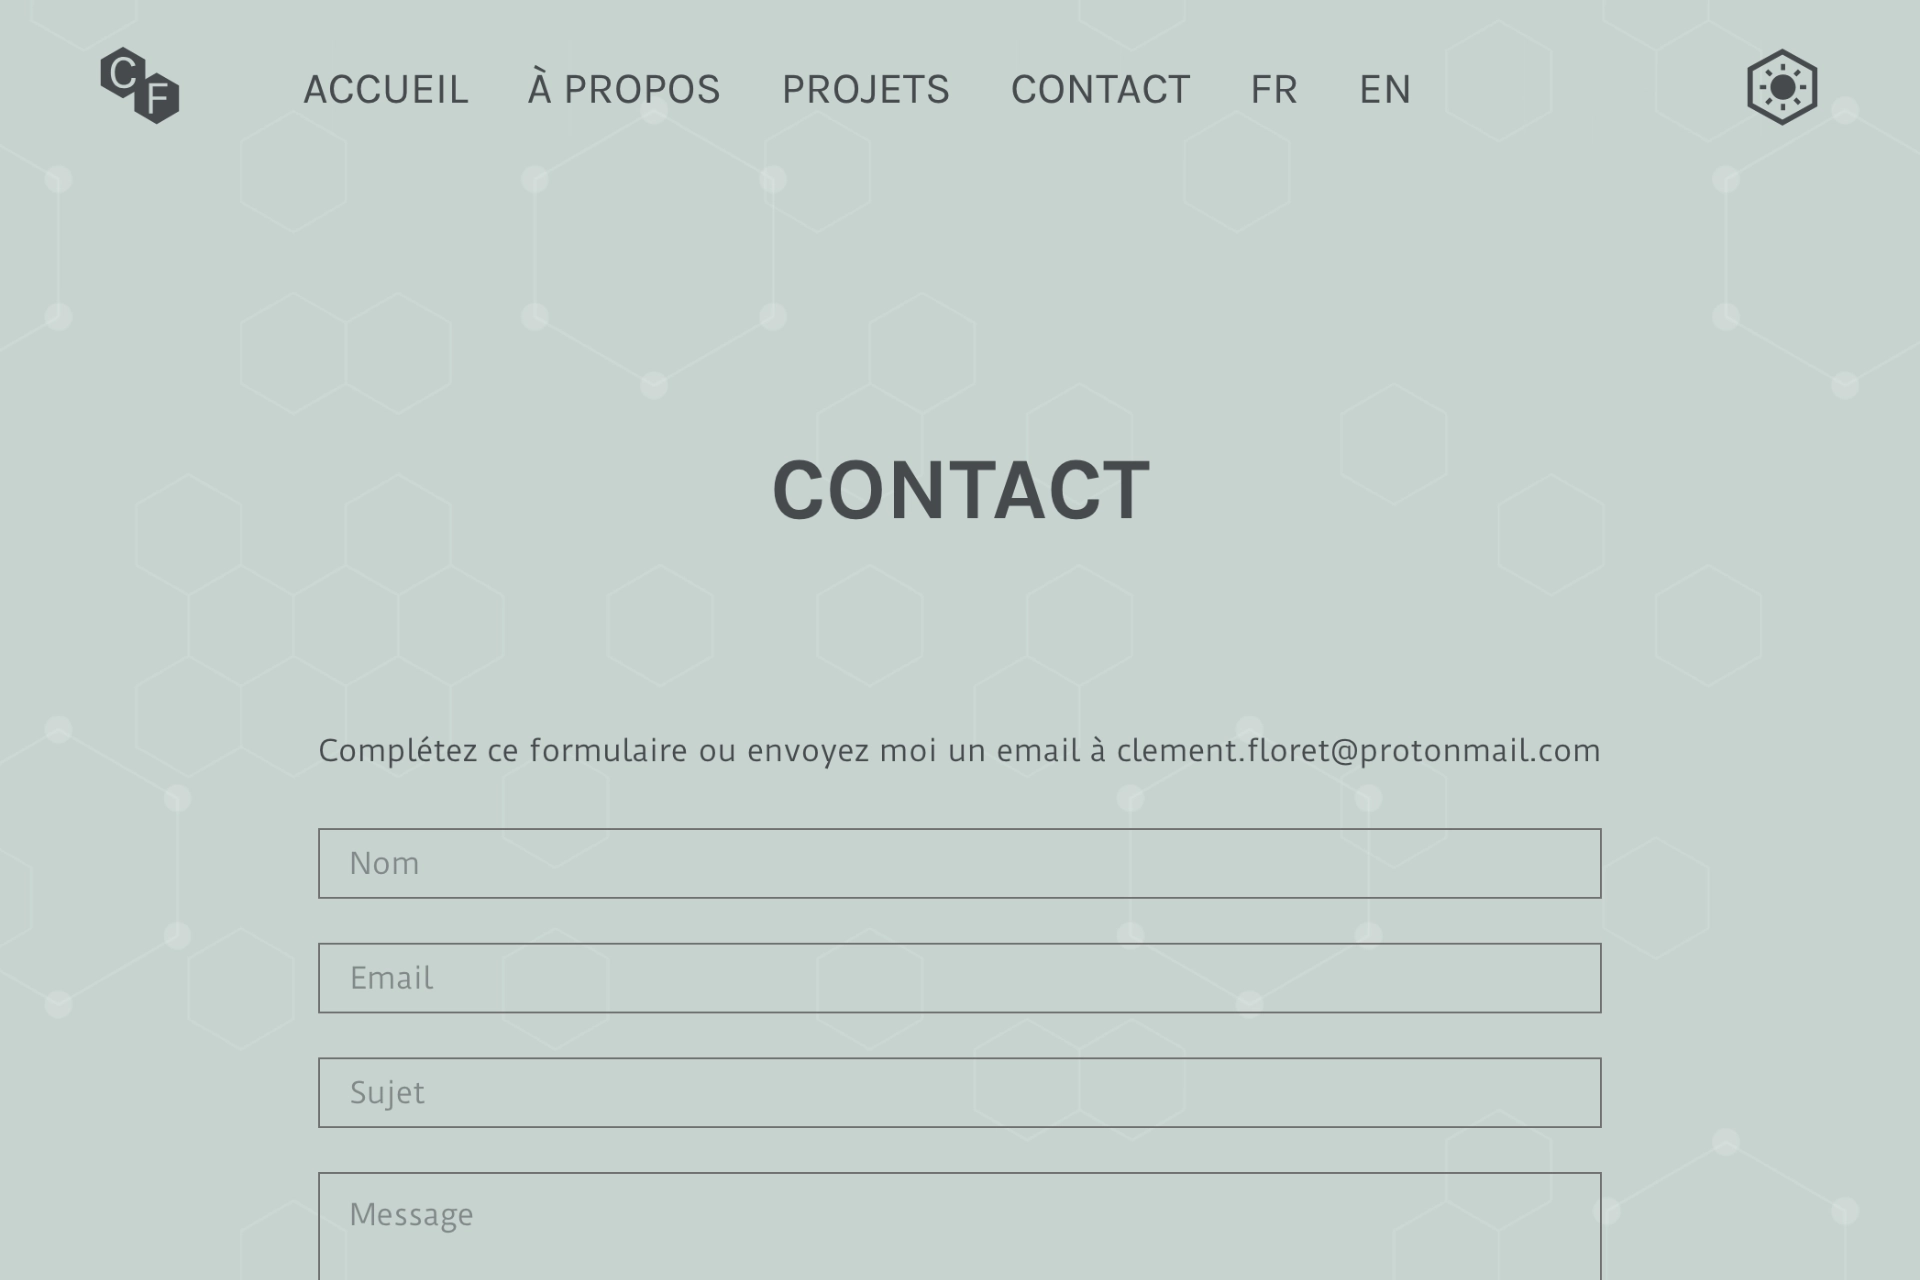 CF
ACCUEIL À PROPOS PROJETS CONTACT FR EN
CONTACT
Complétez ce formulaire ou envoyez moi un email à clement.floret@protonmail.com
Nom
Email
Sujet
Message